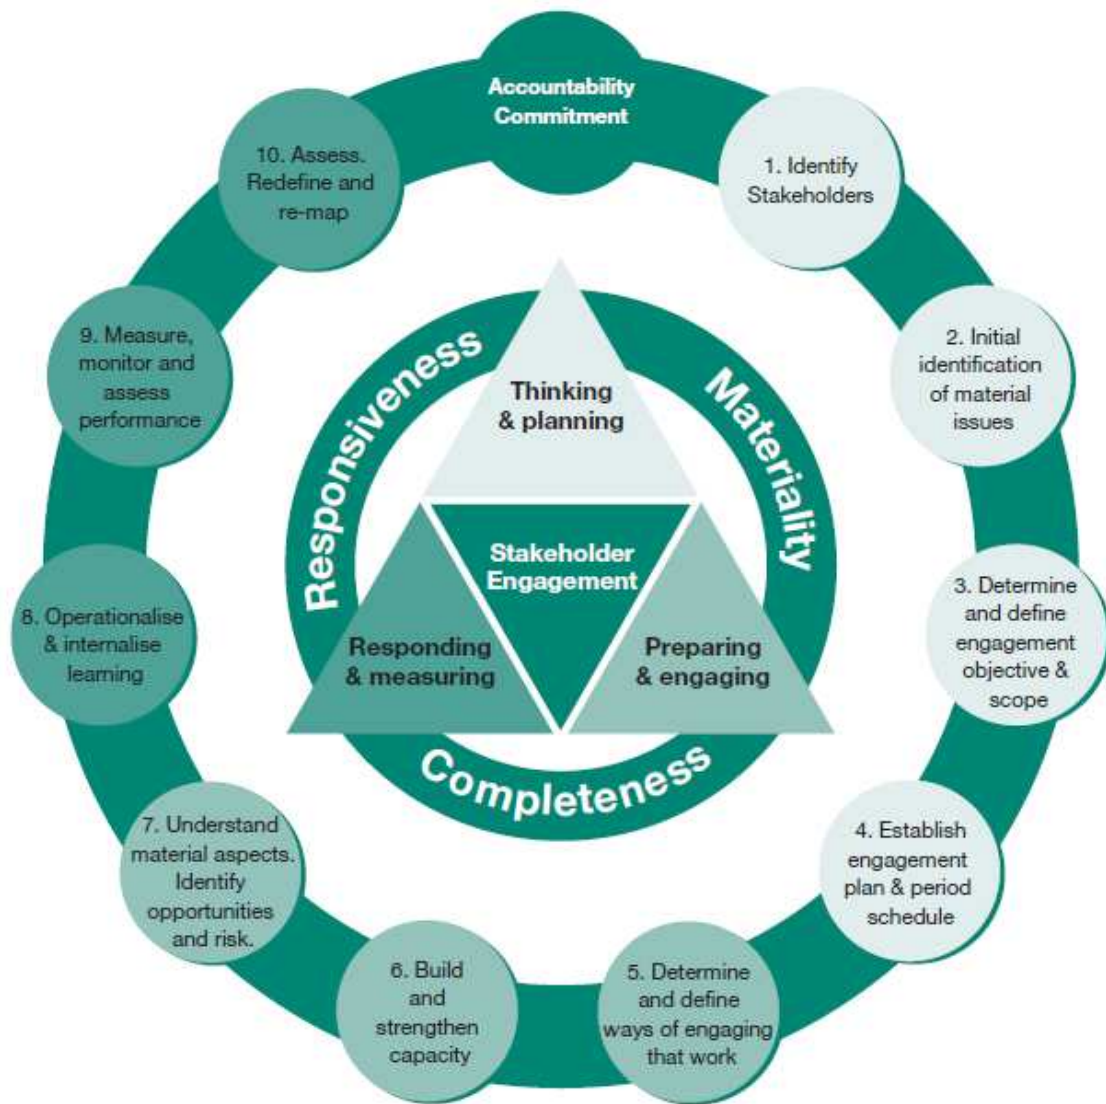 Accountability
Commitment
1. Identify
Stakeholders
2. Initial
identification
of material
issues
3. Determine
and define
engagement
objective &
scope
4. Establish
engagement
plan & period
schedule
5. Determine
and define
ways of engaging
that work
6. Build
and
strengthen
capacity
7. Understand
material aspects.
Identify
opportunities
and risk.
8. Operationalise
& internalise
learning
9. Measure,
monitor and
assess
performance
10. Assess.
Redefine and
re-map
Responsiveness
Materiality
Completeness
Thinking
& planning
Stakeholder
Engagement
Responding
& measuring
Preparing
& engaging